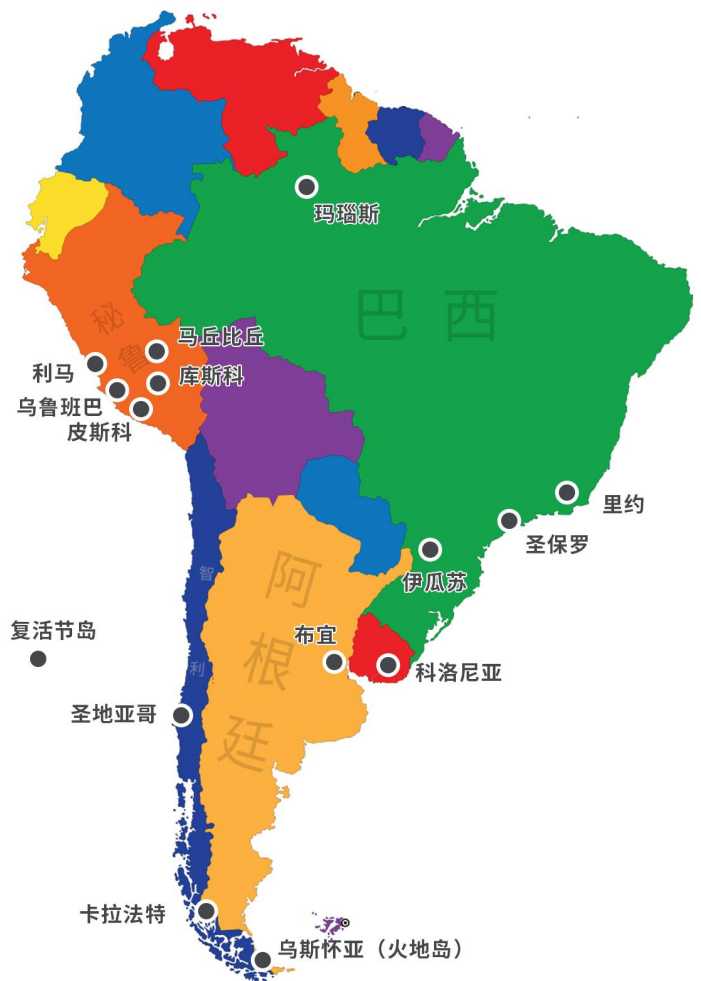 玛瑙斯
巴西
秘鲁
马丘比丘
利马
库斯科
乌鲁班巴
皮斯科
里约
圣保罗
伊瓜苏
阿根廷
智利
布宜
复活节岛
科洛尼亚
圣地亚哥
卡拉法特
乌斯怀亚（火地岛）